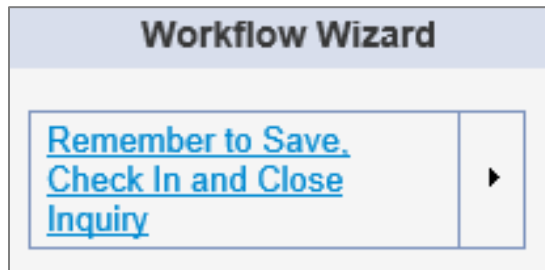 Workflow Wizard
Remember to Save,
Check In and Close
Inquiry